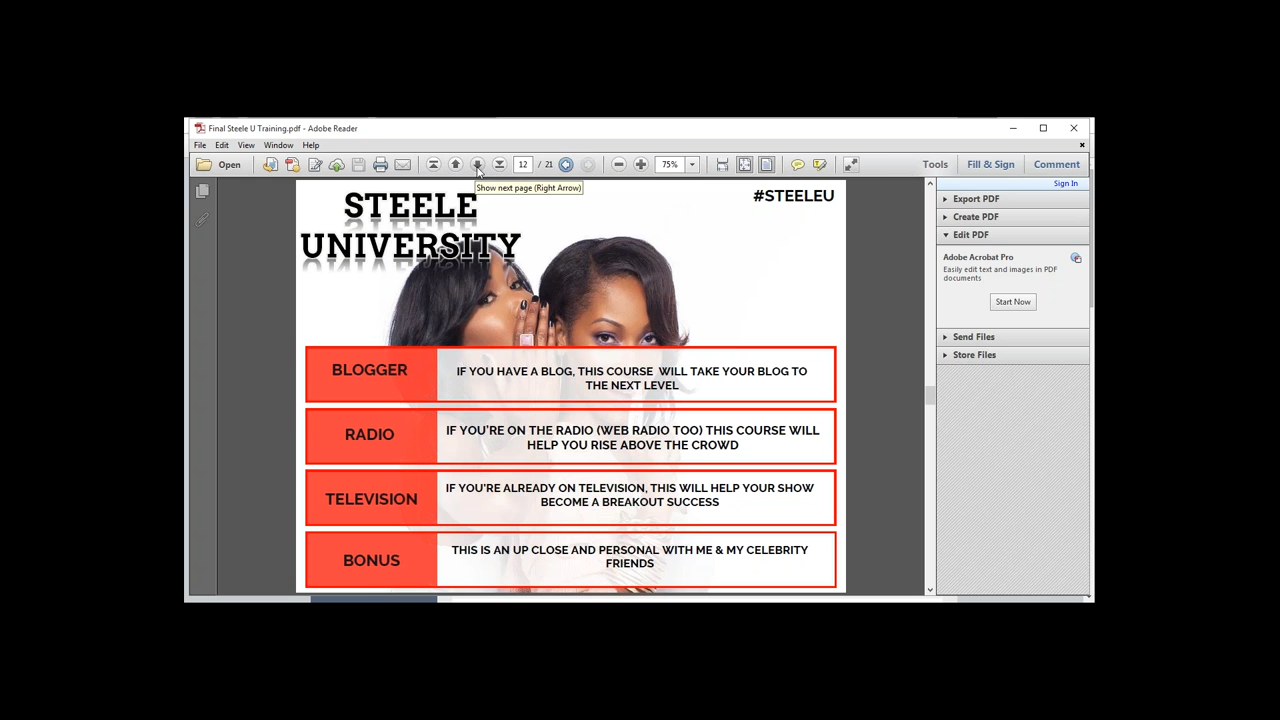 Final Steele U Training.pdf - Adobe Reader
File Edit View Window Help
Open 12 / 21 75% Tools Fill & Sign Comment
Show next page (Right Arrow)
Sign In
Export PDF
Create PDF
Edit PDF
Adobe Acrobat Pro
Easily edit text and images in PDF
documents
Start Now
Send Files
Store Files
STEELE
UNIVERSITY
#STEELEU
BLOGGER
IF YOU HAVE A BLOG, THIS COURSE WILL TAKE YOUR BLOG TO
THE NEXT LEVEL
RADIO
IF YOU'RE ON THE RADIO (WEB RADIO TOO) THIS COURSE WILL
HELP YOU RISE ABOVE THE CROWD
TELEVISION
IF YOU'RE ALREADY ON TELEVISION, THIS WILL HELP YOUR SHOW
BECOME A BREAKOUT SUCCESS
BONUS
THIS IS AN UP CLOSE AND PERSONAL WITH ME & MY CELEBRITY
FRIENDS